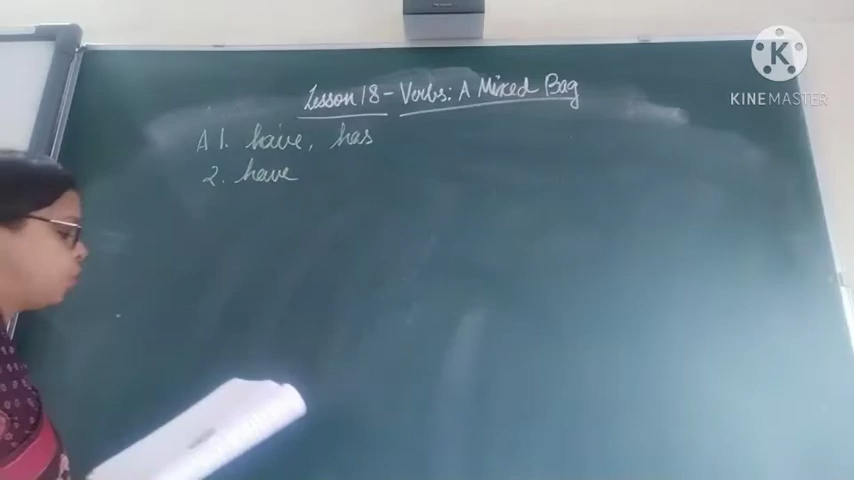 Lesson 18 - Verbs: A Mixed Bag
A 1. have, has
2. have
KINEMASTER